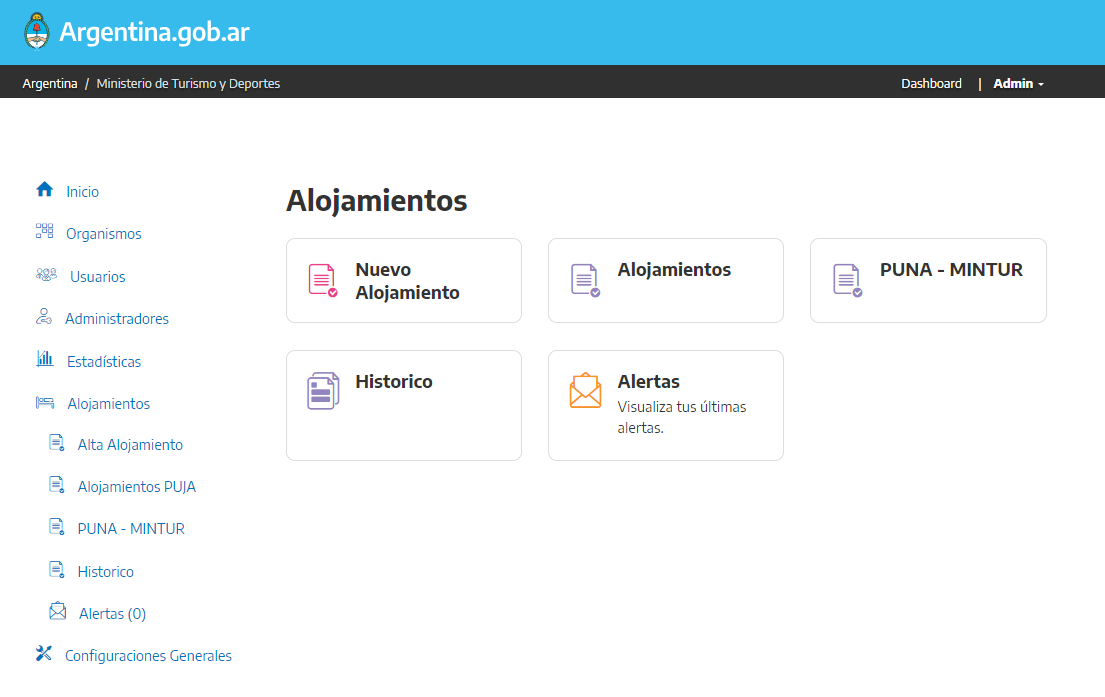 Argentina.gob.ar
Argentina / Ministerio de Turismo y Deportes
Dashboard | Admin
Inicio
Organismos
Usuarios
Administradores
Estadísticas
Alojamientos
Alta Alojamiento
Alojamientos PUJA
PUNA - MINTUR
Historico
Alertas (0)
Configuraciones Generales
Alojamientos
Nuevo
Alojamiento
Alojamientos
PUNA - MINTUR
Historico
Alertas
Visualiza tus últimas
alertas.